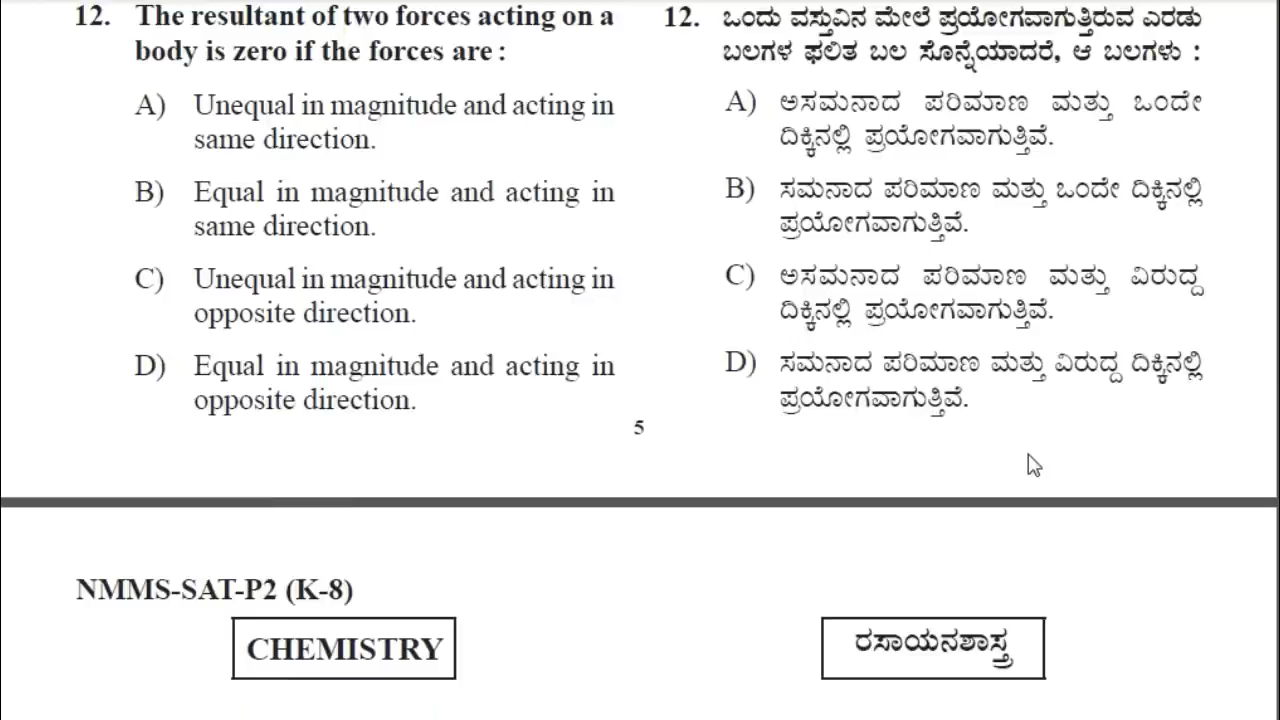 12. The resultant of two forces acting on a
body is zero if the forces are :
A) Unequal in magnitude and acting in
same direction.
B) Equal in magnitude and acting in
same direction.
C) Unequal in magnitude and acting in
opposite direction.
D) Equal in magnitude and acting in
opposite direction.
12. ಒಂದು ವಸ್ತುವಿನ ಮೇಲೆ ಪ್ರಯೋಗವಾಗುತ್ತಿರುವ ಎರಡು
ಬಲಗಳ ಫಲಿತ ಬಲ ಸೊನ್ನೆಯಾದರೆ, ಆ ಬಲಗಳು :
A) ಅಸಮನಾದ ಪರಿಮಾಣ ಮತ್ತು ಒಂದೇ
ದಿಕ್ಕಿನಲ್ಲಿ ಪ್ರಯೋಗವಾಗುತ್ತಿವೆ.
B) ಸಮನಾದ ಪರಿಮಾಣ ಮತ್ತು ಒಂದೇ ದಿಕ್ಕಿನಲ್ಲಿ
ಪ್ರಯೋಗವಾಗುತ್ತಿವೆ.
C) ಅಸಮನಾದ ಪರಿಮಾಣ ಮತ್ತು ವಿರುದ್ದ
ದಿಕ್ಕಿನಲ್ಲಿ ಪ್ರಯೋಗವಾಗುತ್ತಿವೆ.
D) ಸಮನಾದ ಪರಿಮಾಣ ಮತ್ತು ವಿರುದ್ದ ದಿಕ್ಕಿನಲ್ಲಿ
ಪ್ರಯೋಗವಾಗುತ್ತಿವೆ.
5
NMMS-SAT-P2 (K-8)
CHEMISTRY
ರಸಾಯನಶಾಸ್ತ್ರ